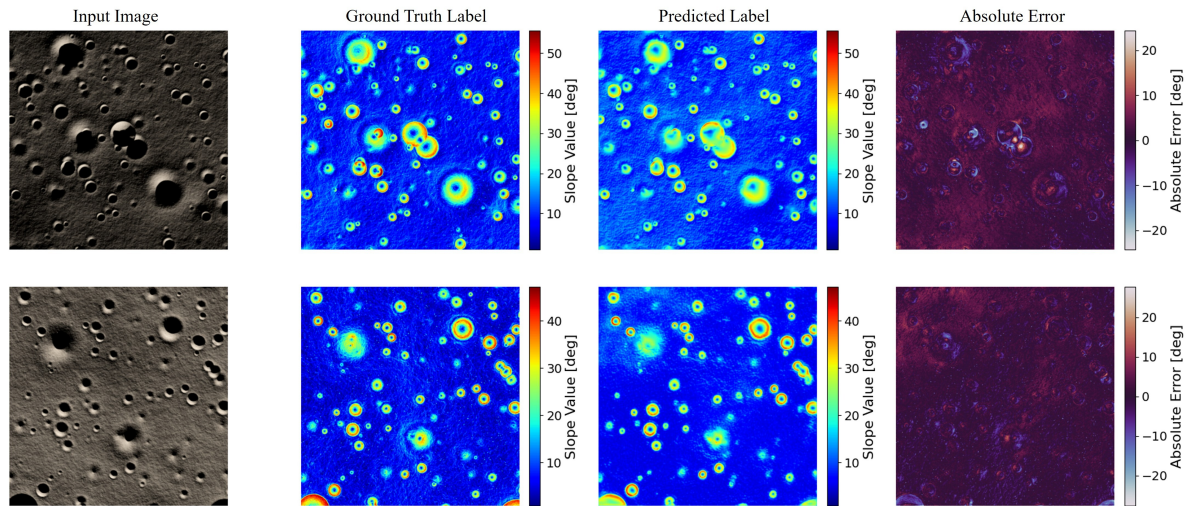 Input Image
Ground Truth Label
Predicted Label
Absolute Error
50
40
30
20
10
Slope Value [deg]
50
40
30
20
10
Slope Value [deg]
20
10
0
−10
−20
Absolute Error [deg]
40
30
20
10
Slope Value [deg]
40
30
20
10
Slope Value [deg]
20
10
0
−10
−20
Absolute Error [deg]